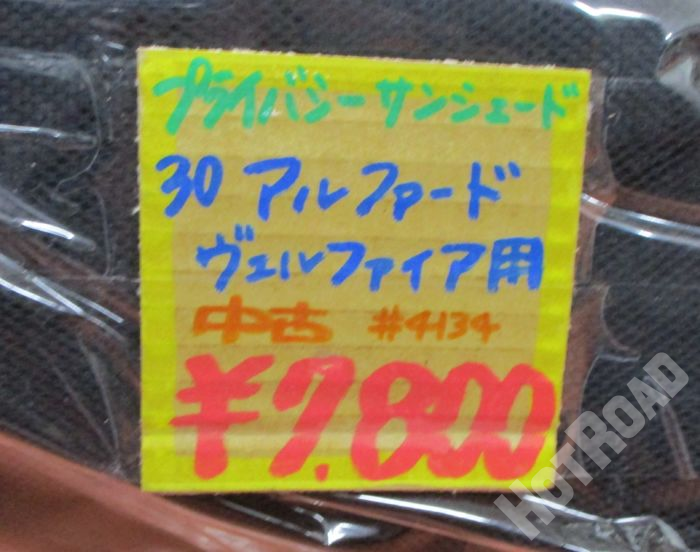 プライバシーサンシェード
30 アルファード
ヴェルファイア用
中古 #4134
¥7,800
HOTROAD